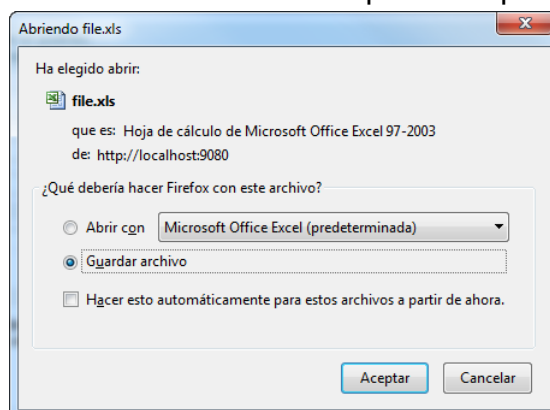 Abriendo file.xls
Ha elegido abrir:
file.xls
que es: Hoja de cálculo de Microsoft Office Excel 97-2003
de: http://localhost:9080
¿Qué debería hacer Firefox con este archivo?
Abrir con Microsoft Office Excel (predeterminada)
Guardar archivo
Hacer esto automáticamente para estos archivos a partir de ahora.
Aceptar Cancelar